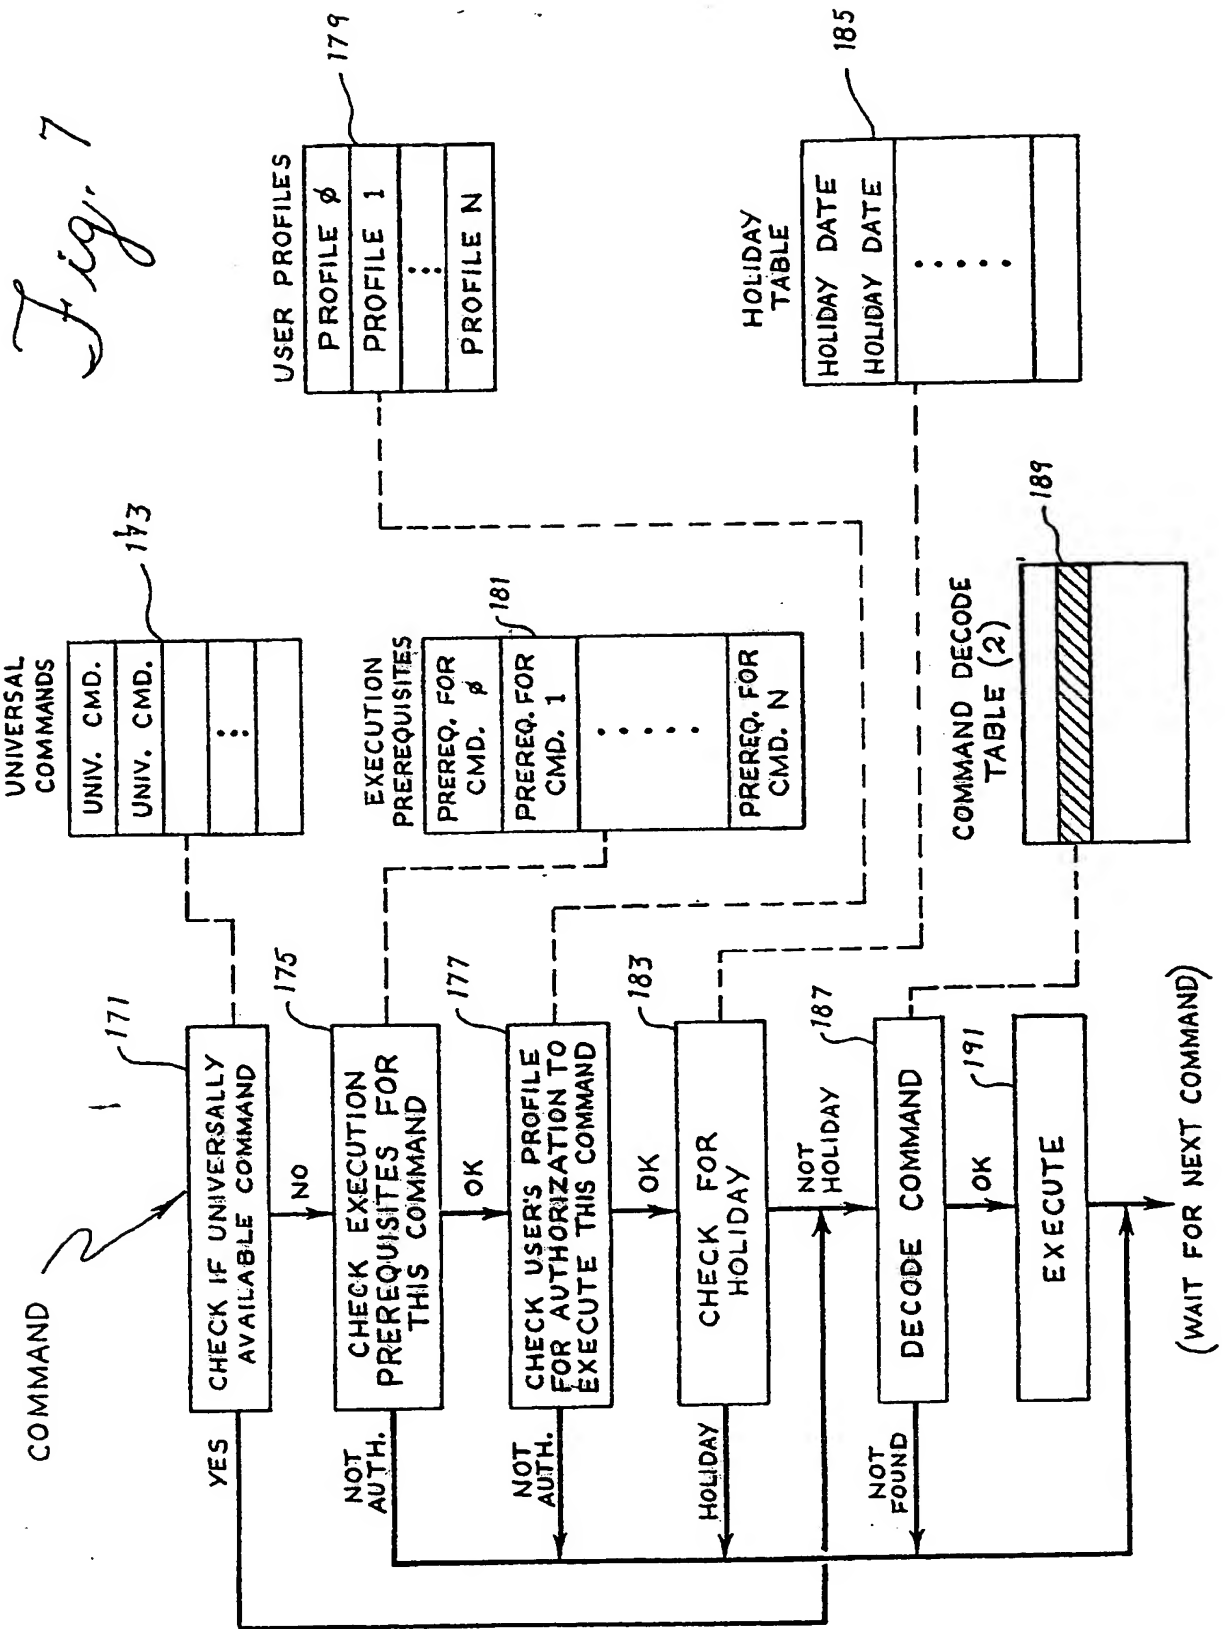 Fig. 7
COMMAND
171
CHECK IF UNIVERSALLY
AVAILABLE COMMAND
YES
NO
UNIVERSAL
COMMANDS
UNIV. CMD.
UNIV. CMD.
⋮
173
175
CHECK EXECUTION
PREREQUISITES FOR
THIS COMMAND
NOT
AUTH.
OK
EXECUTION
PREREQUISITES
181
PREREQ. FOR
CMD. ø
PREREQ. FOR
CMD. 1
.....
PREREQ. FOR
CMD. N
177
CHECK USER'S PROFILE
FOR AUTHORIZATION TO
EXECUTE THIS COMMAND
NOT
AUTH.
OK
USER PROFILES
PROFILE ø
PROFILE 1
⋮
PROFILE N
179
183
CHECK FOR
HOLIDAY
HOLIDAY
NOT
HOLIDAY
HOLIDAY
TABLE
HOLIDAY DATE
HOLIDAY DATE
.....
185
187
DECODE COMMAND
NOT
FOUND
OK
COMMAND DECODE
TABLE (2)
189
191
EXECUTE
(WAIT FOR NEXT COMMAND)